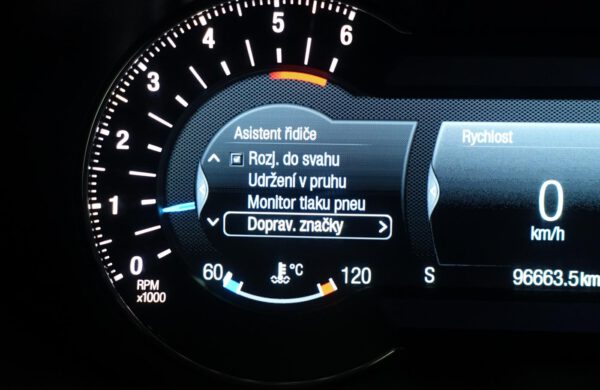 0
1
2
3
4
5
6
RPM
x1000
Asistent řidiče
Rozj. do svahu
Udržení v pruhu
Monitor tlaku pneu
Doprav. značky
60
°C
120
Rychlost
0
km/h
S
96663.5km